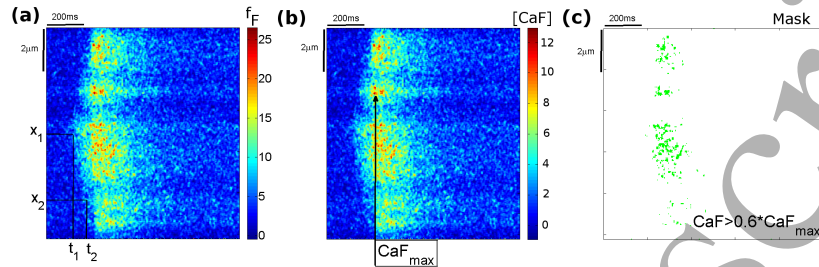 (a)
200ms
f_F
2μm
25
20
15
10
5
0
x_1
x_2
t_1 t_2
(b)
200ms
[CaF]
2μm
12
10
8
6
4
2
0
CaF_max
(c)
200ms
Mask
2μm
CaF>0.6*CaF_max